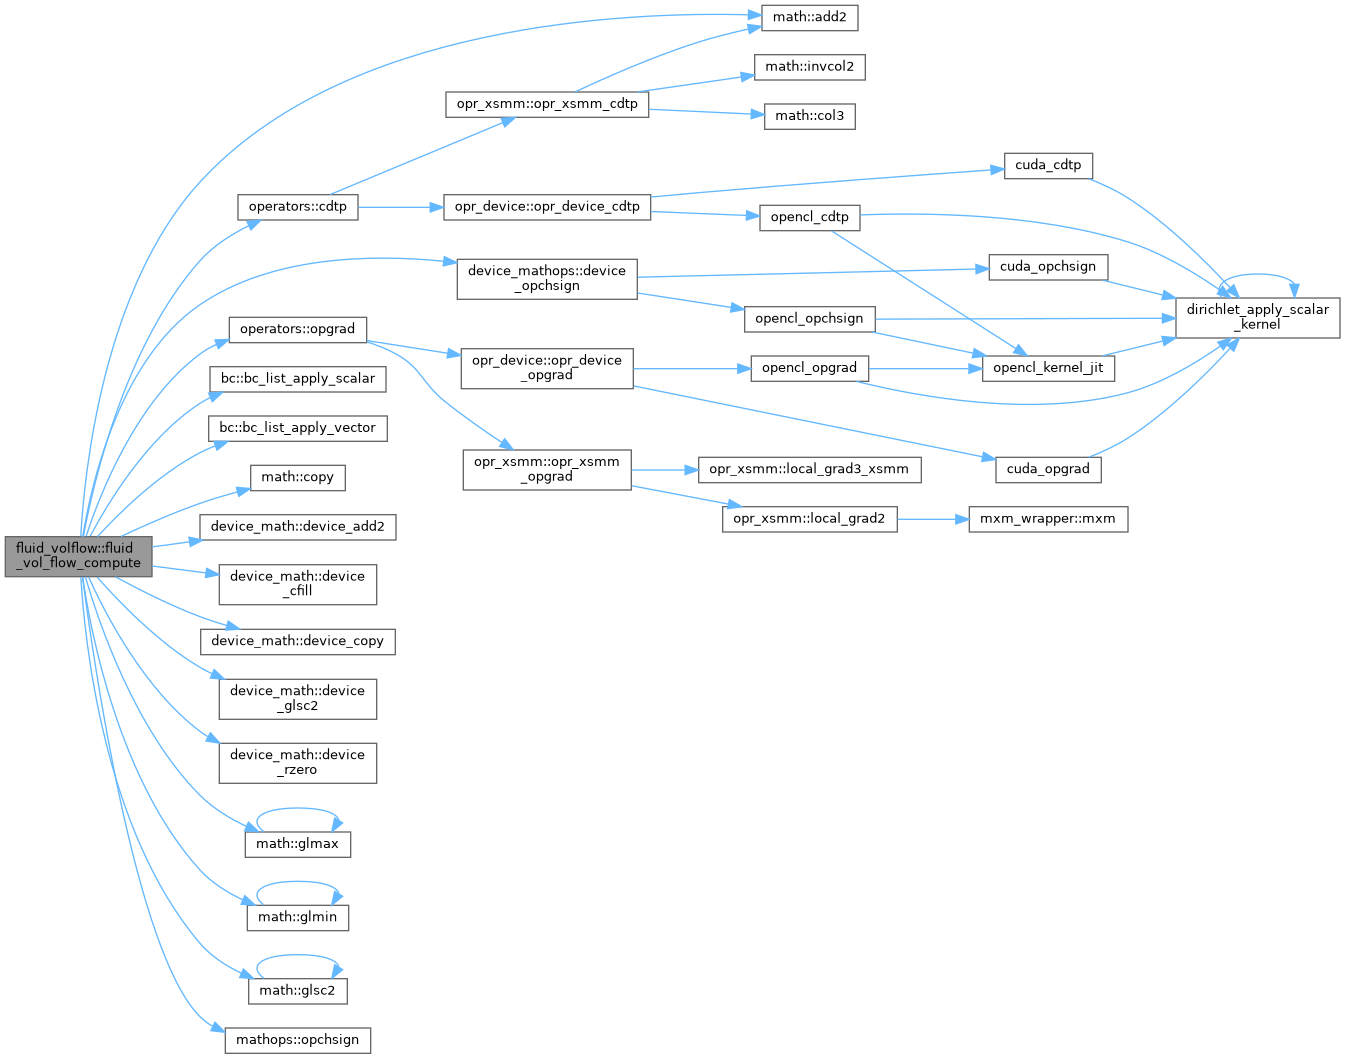 fluid_volflow::fluid
_vol_flow_compute
math::add2
operators::cdtp
opr_xsmm::opr_xsmm_cdtp
math::invcol2
math::col3
opr_device::opr_device_cdtp
cuda_cdtp
opencl_cdtp
dirichlet_apply_scalar
_kernel
opencl_kernel_jit
device_mathops::device
_opchsign
cuda_opchsign
opencl_opchsign
operators::opgrad
opr_device::opr_device
_opgrad
opencl_opgrad
cuda_opgrad
opr_xsmm::opr_xsmm
_opgrad
opr_xsmm::local_grad3_xsmm
opr_xsmm::local_grad2
mxm_wrapper::mxm
bc::bc_list_apply_scalar
bc::bc_list_apply_vector
math::copy
device_math::device_add2
device_math::device
_cfill
device_math::device_copy
device_math::device
_glsc2
device_math::device
_rzero
math::glmax
math::glmin
math::glsc2
mathops::opchsign